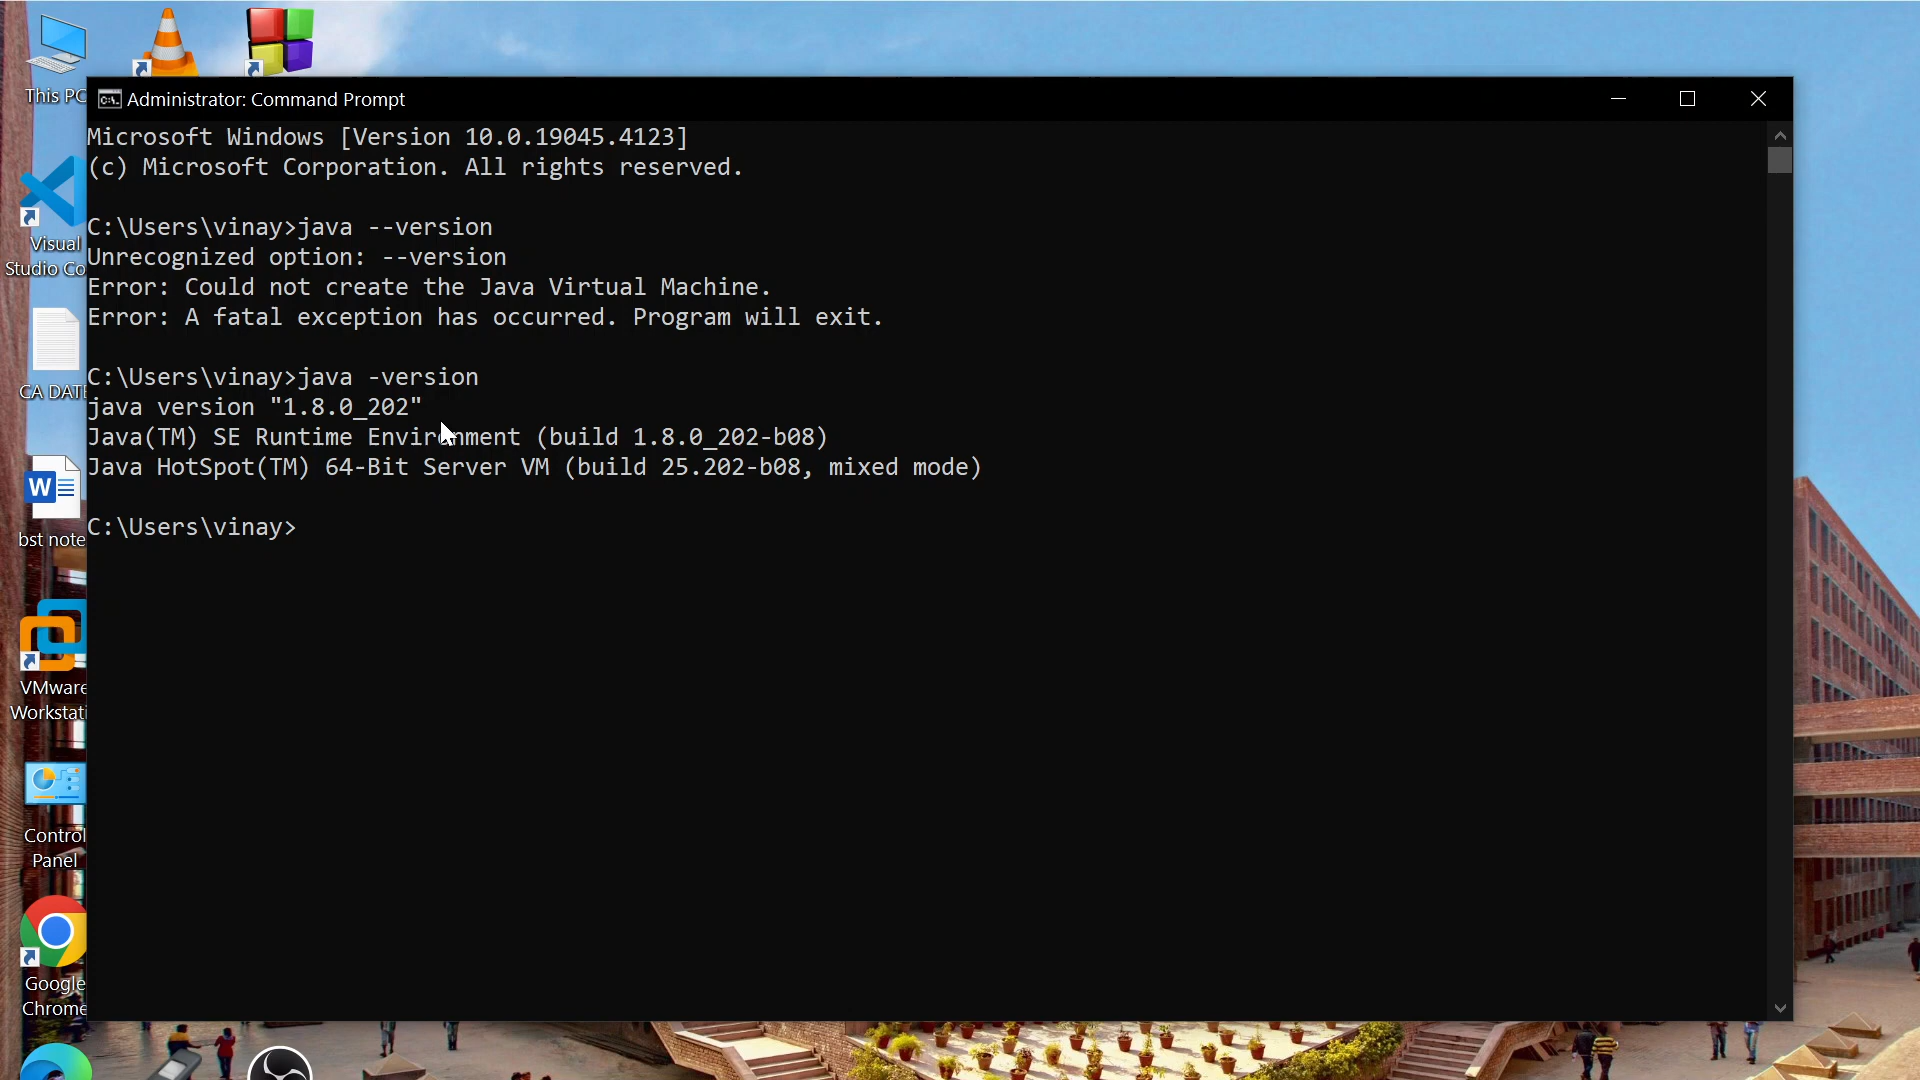 This PC
Administrator: Command Prompt
Microsoft Windows [Version 10.0.19045.4123]
(c) Microsoft Corporation. All rights reserved.
C:\Users\vinay>java --version
Unrecognized option: --version
Error: Could not create the Java Virtual Machine.
Error: A fatal exception has occurred. Program will exit.
C:\Users\vinay>java -version
java version "1.8.0_202"
Java(TM) SE Runtime Environment (build 1.8.0_202-b08)
Java HotSpot(TM) 64-Bit Server VM (build 25.202-b08, mixed mode)
C:\Users\vinay>
Visual
Studio Co
CA DATE
W
bst note
VMware
Workstati
Control
Panel
Google
Chrome